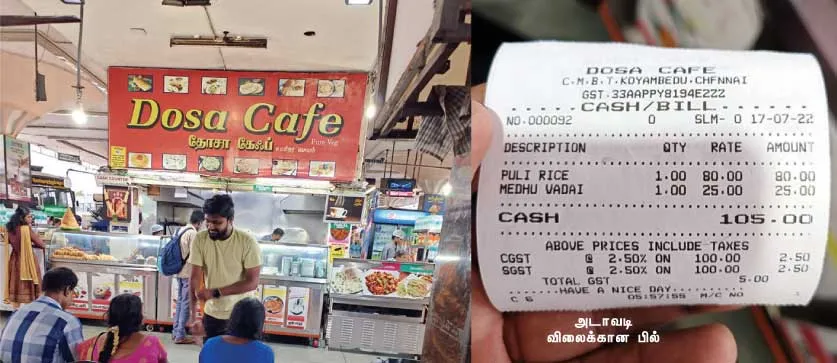 Dosa Cafe
Pure Veg
தோசா கேஃப்
DOSA CAFE
C.M.B.T.KOYAMBEDU.CHENNAI
GST.33AAPPY8194E2ZZ
CASH/BILL
NO.000092 0 SLM- 0 17-07-22
DESCRIPTION QTY RATE AMOUNT
PULI RICE 1.00 80.00 80.00
MEDHU VADAI 1.00 25.00 25.00
CASH 105.00
ABOVE PRICES INCLUDE TAXES
CGST @ 2.50% ON 100.00 2.50
SGST @ 2.50% ON 100.00 2.50
TOTAL GST 5.00
HAVE A NICE DAY
C 6 05:57:55 M/C NO
அடாவடி
விலைக்கான பில்